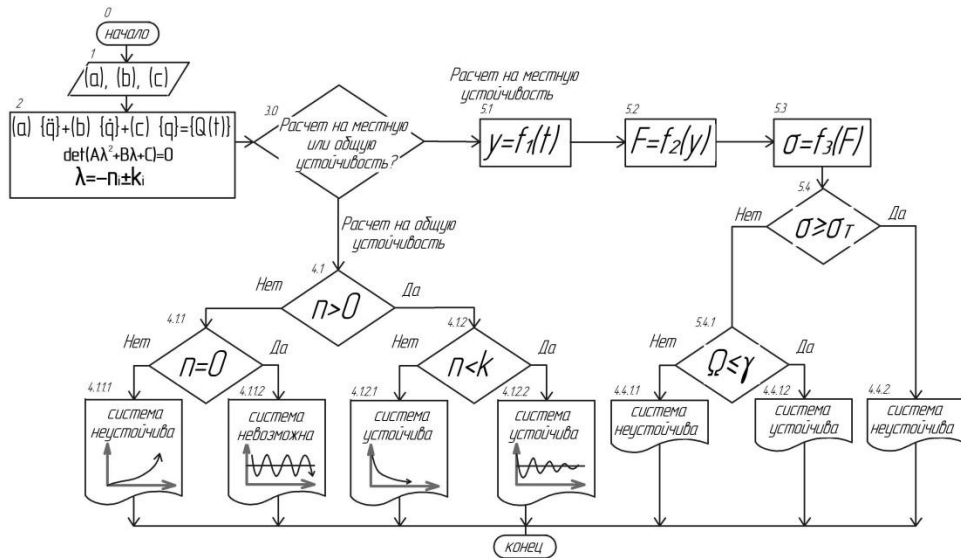 0
начало
1
(a), (b), (c)
2
(a) {q̈}+(b) {q̇}+(c) {q}={Q(t)}
det(Aλ²+Bλ+C)=0
λ=-nᵢ±kᵢ
3.0
Расчет на местную
или общую
устойчивость?
Расчет на местную
устойчивость
5.1
y=f₁(t)
5.2
F=f₂(y)
5.3
σ=f₃(F)
5.4
Нет
Да
σ≥σT
Расчет на общую
устойчивость
4.1
Нет
Да
n>0
4.1.1
Нет
Да
n=0
4.1.2
Нет
Да
n<k
5.4.1
Нет
Да
Ω≤γ
4.1.1.1
система
неустойчива
4.1.1.2
система
невозможна
4.1.2.1
система
устойчива
4.1.2.2
система
устойчива
4.4.1.1
система
неустойчива
4.4.1.2
система
устойчива
4.4.2.
система
неустойчива
конец